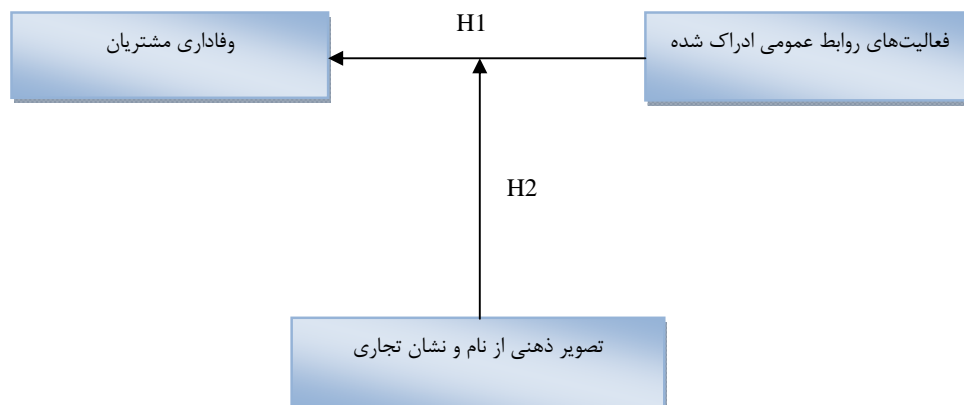 H1
فعالیت‌های روابط عمومی ادراک شده
وفاداری مشتریان
H2
تصویر ذهنی از نام و نشان تجاری